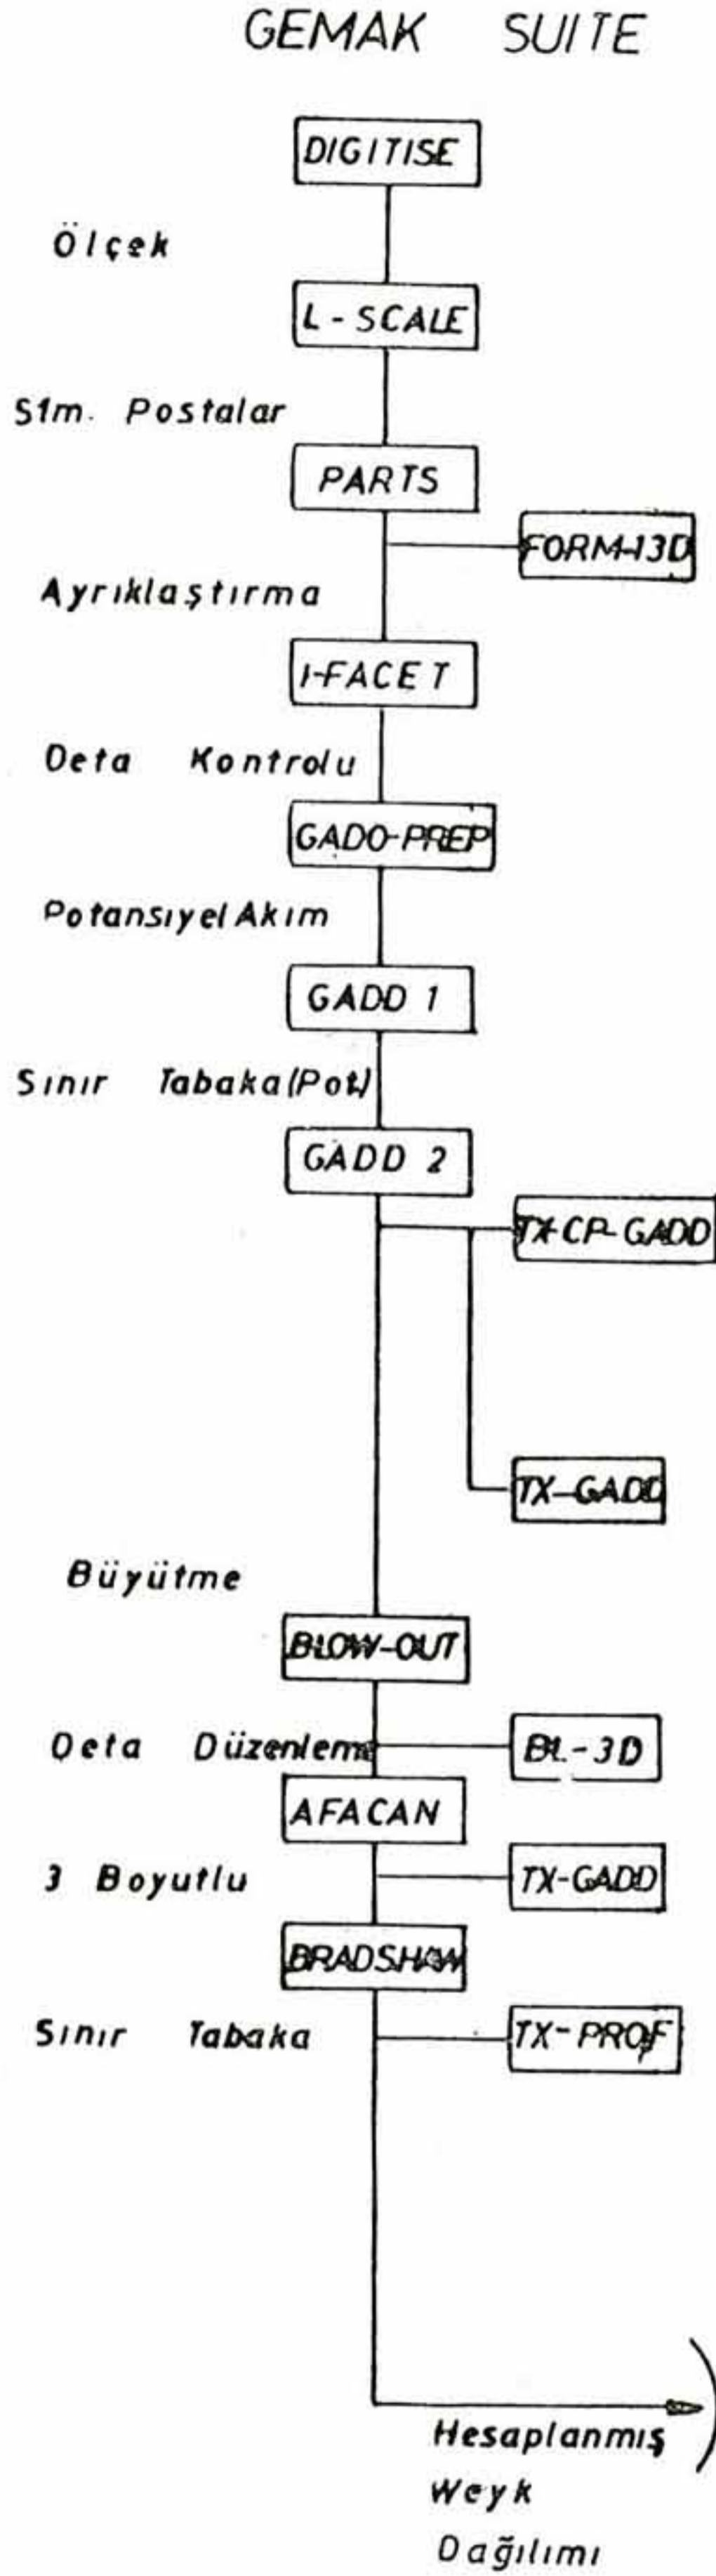 GEMAK SUITE
DIGITISE
Ölçek
L-SCALE
Sim. Postalar
PARTS
FORM-13D
Ayrıklaştırma
I-FACET
Deta Kontrolu
GADD-PREP
Potansıyel Akım
GADD 1
Sınır Tabaka (Pot.)
GADD 2
TX-CP-GADD
TX-GADD
Büyütme
BLOW-OUT
Deta Düzenleme
BL-3D
AFACAN
3 Boyutlu
TX-GADD
BRADSHAW
Sınır Tabaka
TX-PROF
Hesaplanmış
Weyk
Dağılımı